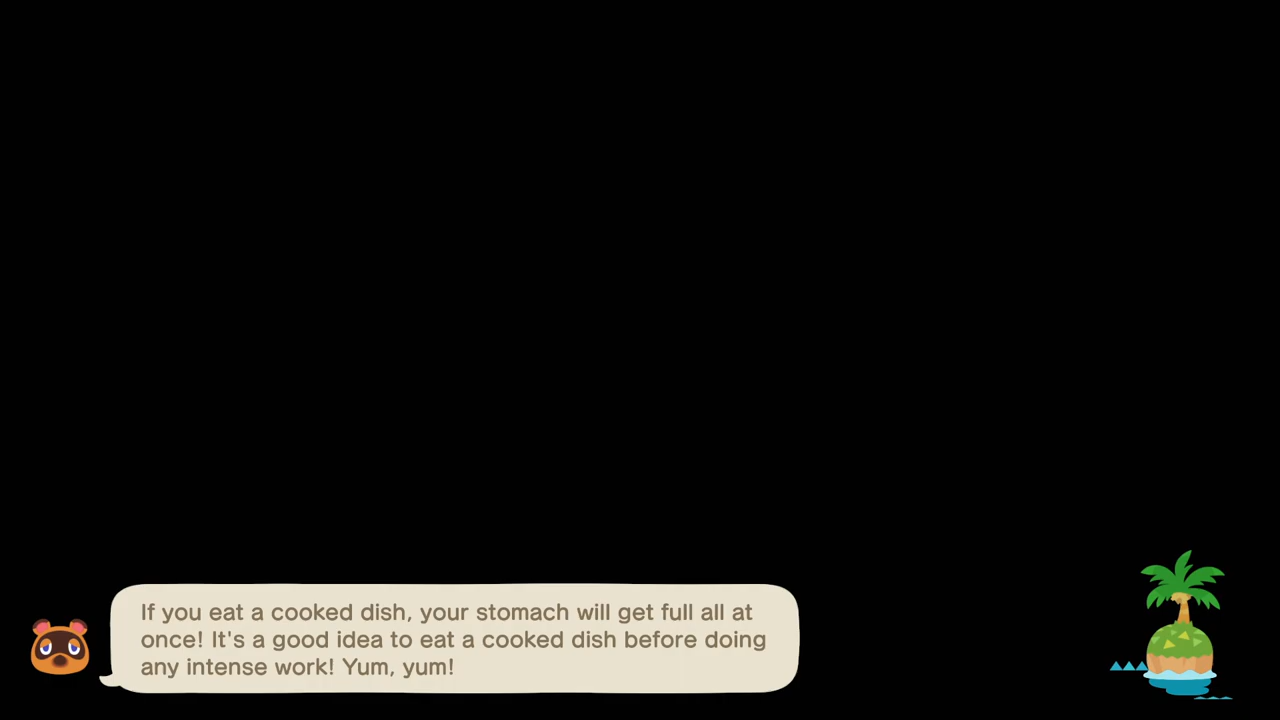 If you eat a cooked dish, your stomach will get full all at
once! It's a good idea to eat a cooked dish before doing
any intense work! Yum, yum!